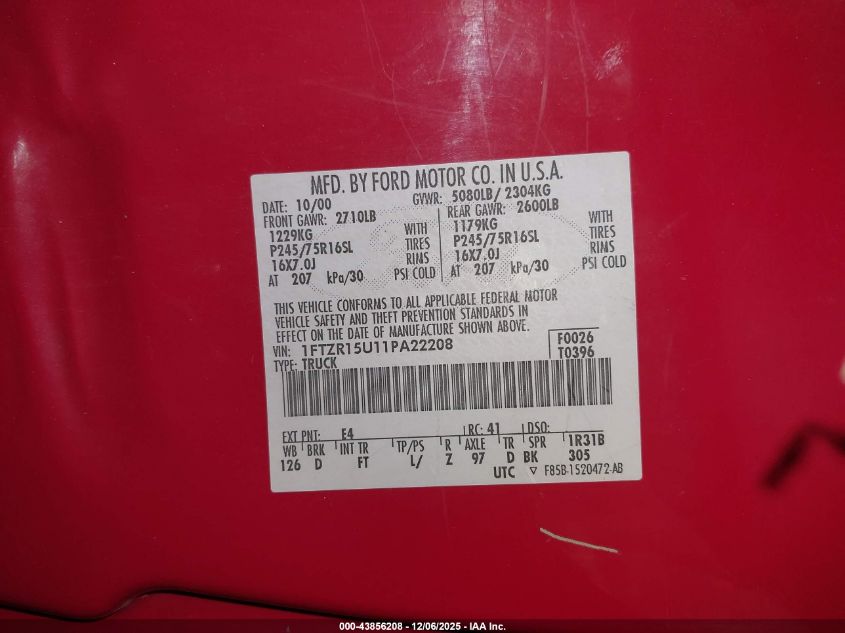 MFD. BY FORD MOTOR CO. IN U.S.A.
DATE: 10/00 GVWR: 5080LB/ 2304KG
FRONT GAWR: 2710LB REAR GAWR: 2600LB
1229KG WITH 1179KG WITH
P245/75R16SL TIRES P245/75R16SL TIRES
16X7.0J RIMS 16X7.0J RIMS
AT 207 kPa/30 PSI COLD AT 207 kPa/30 PSI COLD
THIS VEHICLE CONFORMS TO ALL APPLICABLE FEDERAL MOTOR
VEHICLE SAFETY AND THEFT PREVENTION STANDARDS IN
EFFECT ON THE DATE OF MANUFACTURE SHOWN ABOVE.
VIN: 1FTZR15U11PA22208 F0026
TYPE: TRUCK T0396
EXT PNT: E4 RC: 41 DSO:
WB BRK INT TR TP/PS R AXLE TR SPR 1R31B
126 D FT L/ Z 97 D BK 305
UTC ▽ F85B-1520472-AB
000-43856208 - 12/06/2025 - IAA Inc.